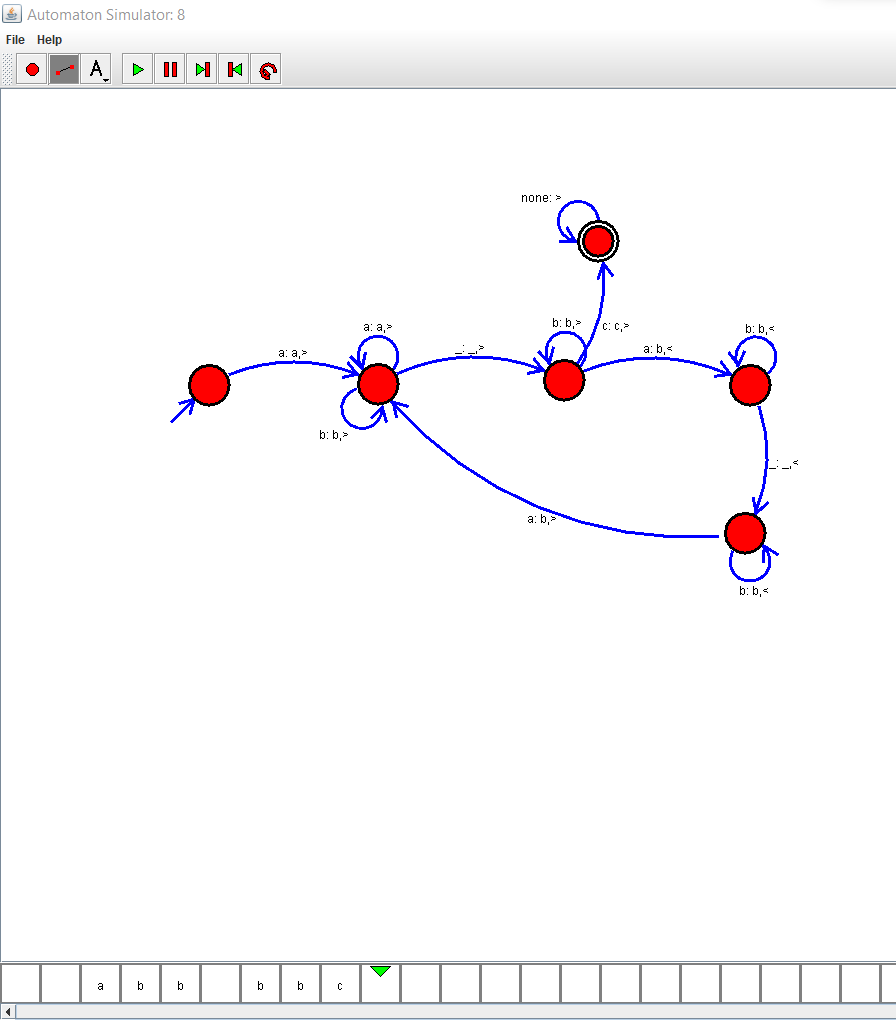 Automaton Simulator: 8
File Help
A
none: >
b: b,> c: c,> b: b,<
a: a,> a: a,> _: _,> a: b,<
b: b,> _: _,<
a: b,>
b: b,<
a b b b b c